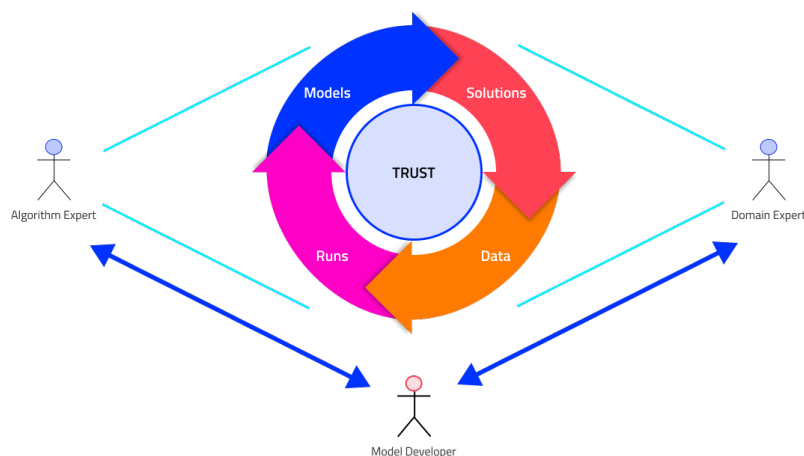 Models
Solutions
TRUST
Algorithm Expert
Domain Expert
Runs
Data
Model Developer